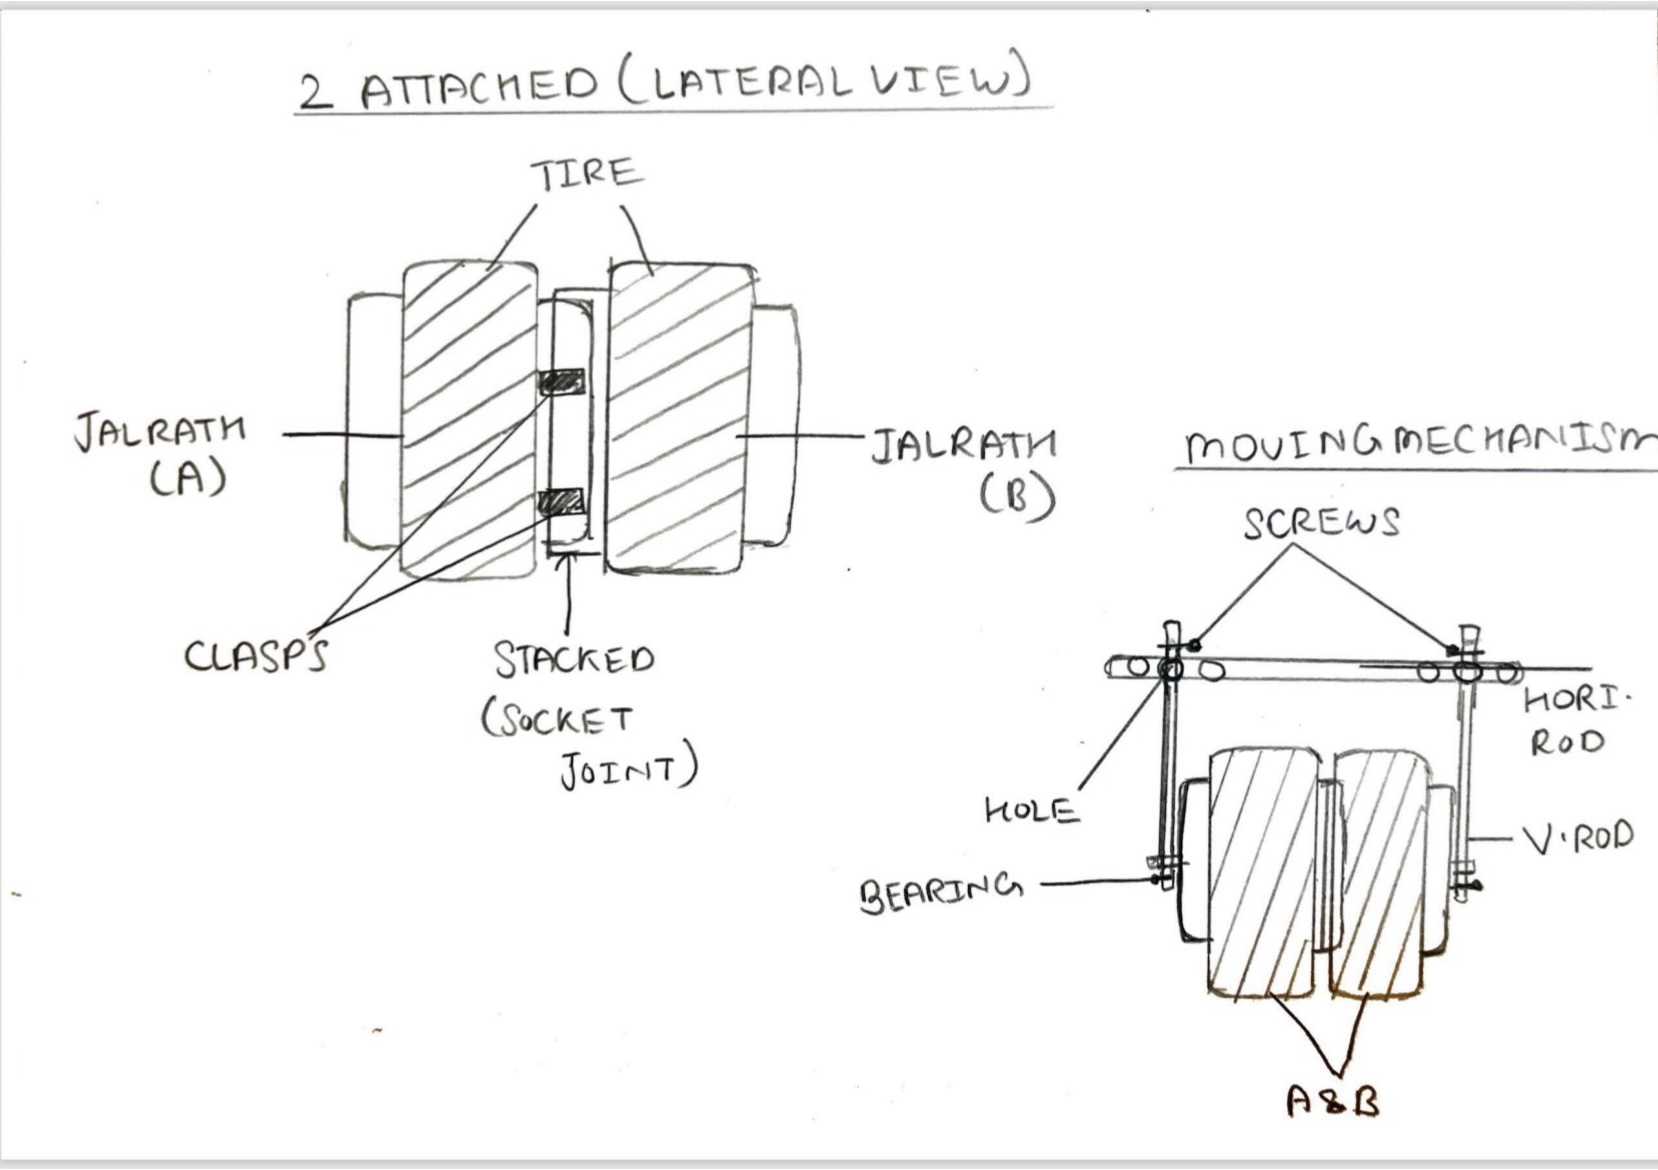 2 ATTACHED (LATERAL VIEW)
TIRE
JALRATH
(A)
JALRATH
(B)
CLASPS
STACKED
(SOCKET
JOINT)
MOVING MECHANISM
SCREWS
HORI.
ROD
HOLE
V.ROD
BEARING
A&B